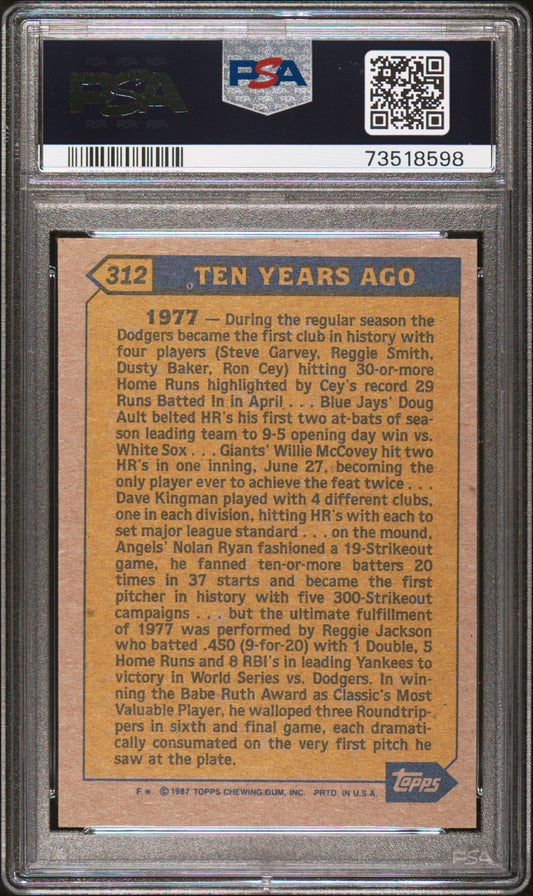 PSA
PSA
73518598
312
TEN YEARS AGO
1977 — During the regular season the
Dodgers became the first club in history with
four players (Steve Garvey, Reggie Smith,
Dusty Baker, Ron Cey) hitting 30-or-more
Home Runs highlighted by Cey's record 29
Runs Batted In in April . . . Blue Jays' Doug
Ault belted HR's his first two at-bats of sea-
son leading team to 9-5 opening day win vs.
White Sox . . . Giants' Willie McCovey hit two
HR's in one inning, June 27, becoming the
only player ever to achieve the feat twice . . .
Dave Kingman played with 4 different clubs,
one in each division, hitting HR's with each to
set major league standard . . . on the mound,
Angels' Nolan Ryan fashioned a 19-Strikeout
game, he fanned ten-or-more batters 20
times in 37 starts and became the first
pitcher in history with five 300-Strikeout
campaigns . . . but the ultimate fulfillment
of 1977 was performed by Reggie Jackson
who batted .450 (9-for-20) with 1 Double, 5
Home Runs and 8 RBI's in leading Yankees to
victory in World Series vs. Dodgers. In win-
ning the Babe Ruth Award as Classic's Most
Valuable Player, he walloped three Roundtrip-
pers in sixth and final game, each dramati-
cally consumated on the very first pitch he
saw at the plate.
topps
F* © 1987 TOPPS CHEWING GUM, INC. PRTD. IN U.S.A.
PSA